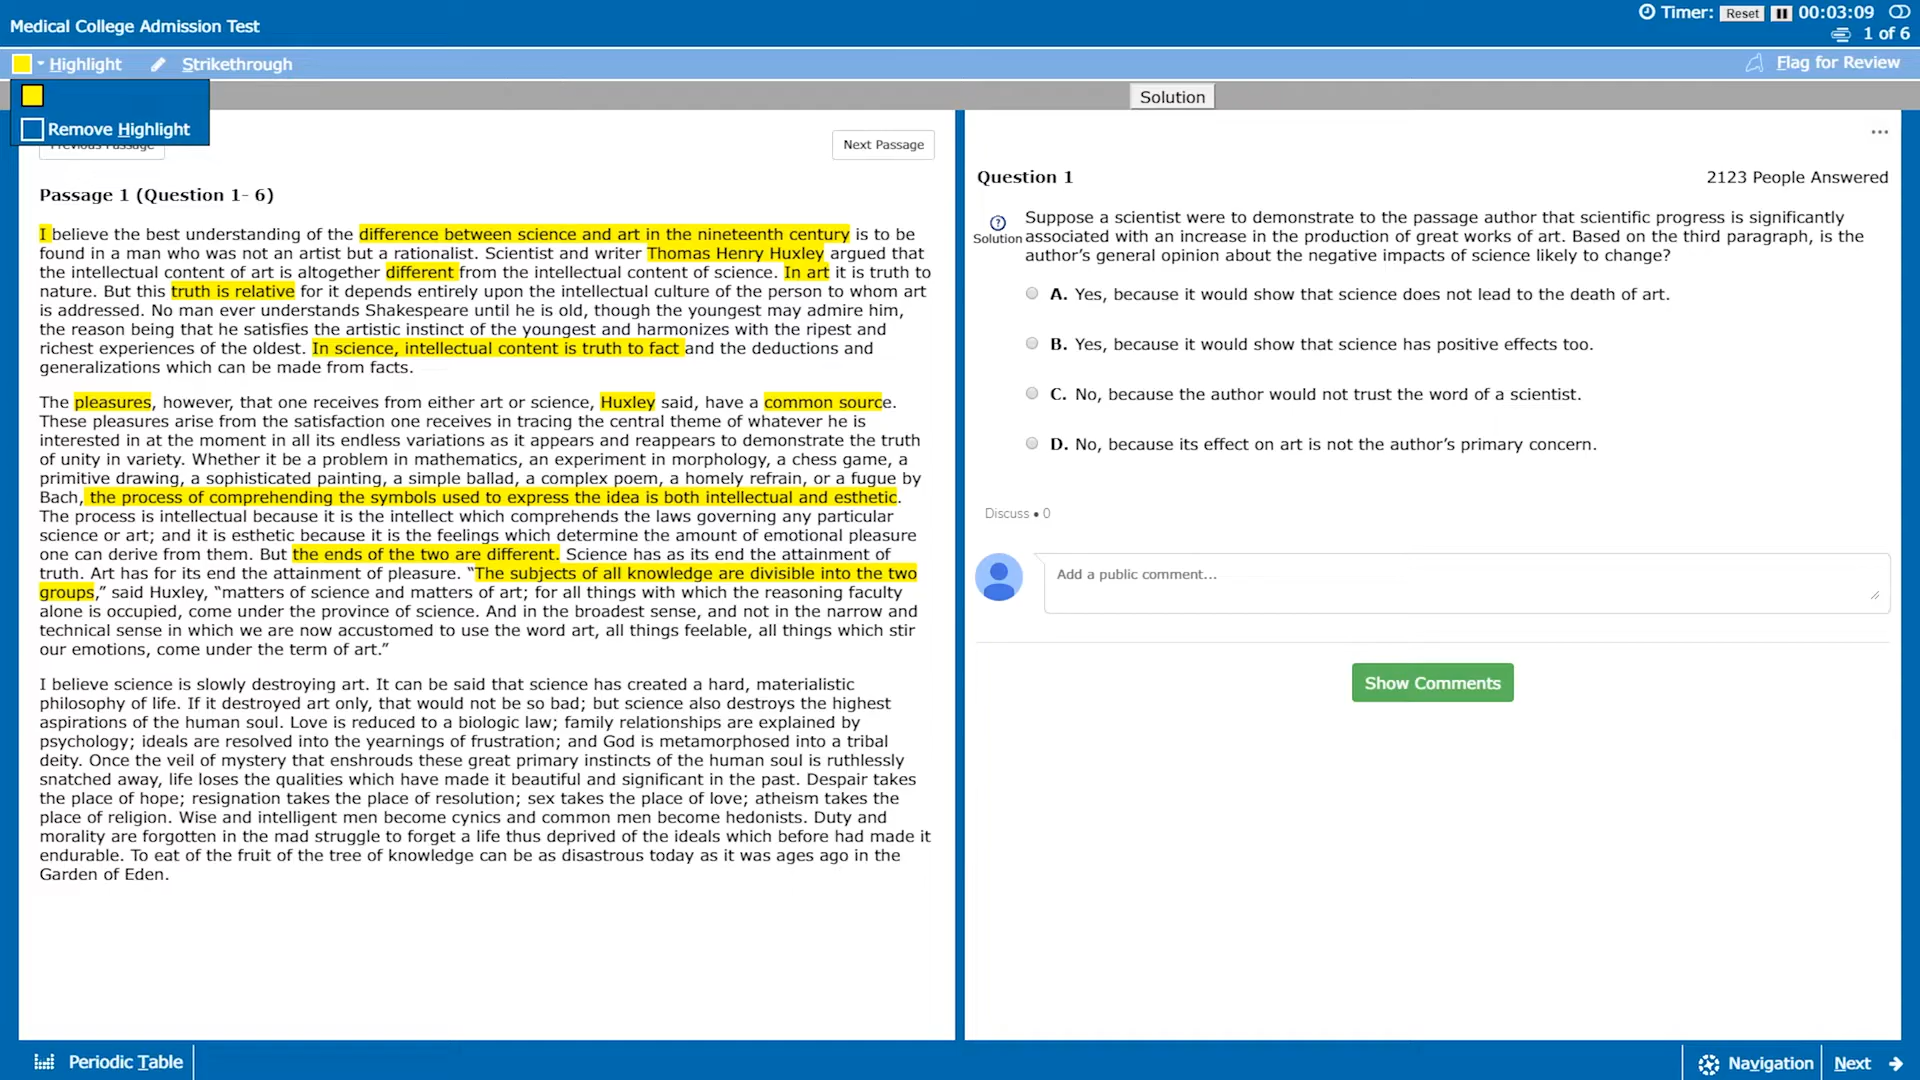 Medical College Admission Test
Timer: Reset 00:03:09
1 of 6
Highlight Strikethrough
Flag for Review
Solution
Remove Highlight
Previous Passage
Next Passage
Passage 1 (Question 1- 6)
I believe the best understanding of the difference between science and art in the nineteenth century is to be
found in a man who was not an artist but a rationalist. Scientist and writer Thomas Henry Huxley argued that
the intellectual content of art is altogether different from the intellectual content of science. In art it is truth to
nature. But this truth is relative for it depends entirely upon the intellectual culture of the person to whom art
is addressed. No man ever understands Shakespeare until he is old, though the youngest may admire him,
the reason being that he satisfies the artistic instinct of the youngest and harmonizes with the ripest and
richest experiences of the oldest. In science, intellectual content is truth to fact and the deductions and
generalizations which can be made from facts.
The pleasures, however, that one receives from either art or science, Huxley said, have a common source.
These pleasures arise from the satisfaction one receives in tracing the central theme of whatever he is
interested in at the moment in all its endless variations as it appears and reappears to demonstrate the truth
of unity in variety. Whether it be a problem in mathematics, an experiment in morphology, a chess game, a
primitive drawing, a sophisticated painting, a simple ballad, a complex poem, a homely refrain, or a fugue by
Bach, the process of comprehending the symbols used to express the idea is both intellectual and esthetic.
The process is intellectual because it is the intellect which comprehends the laws governing any particular
science or art; and it is esthetic because it is the feelings which determine the amount of emotional pleasure
one can derive from them. But the ends of the two are different. Science has as its end the attainment of
truth. Art has for its end the attainment of pleasure. “The subjects of all knowledge are divisible into the two
groups,” said Huxley, “matters of science and matters of art; for all things with which the reasoning faculty
alone is occupied, come under the province of science. And in the broadest sense, and not in the narrow and
technical sense in which we are now accustomed to use the word art, all things feelable, all things which stir
our emotions, come under the term of art.”
I believe science is slowly destroying art. It can be said that science has created a hard, materialistic
philosophy of life. If it destroyed art only, that would not be so bad; but science also destroys the highest
aspirations of the human soul. Love is reduced to a biologic law; family relationships are explained by
psychology; ideals are resolved into the yearnings of frustration; and God is metamorphosed into a tribal
deity. Once the veil of mystery that enshrouds these great primary instincts of the human soul is ruthlessly
snatched away, life loses the qualities which have made it beautiful and significant in the past. Despair takes
the place of hope; resignation takes the place of resolution; sex takes the place of love; atheism takes the
place of religion. Wise and intelligent men become cynics and common men become hedonists. Duty and
morality are forgotten in the mad struggle to forget a life thus deprived of the ideals which before had made it
endurable. To eat of the fruit of the tree of knowledge can be as disastrous today as it was ages ago in the
Garden of Eden.
Question 1
2123 People Answered
Solution
Suppose a scientist were to demonstrate to the passage author that scientific progress is significantly
associated with an increase in the production of great works of art. Based on the third paragraph, is the
author’s general opinion about the negative impacts of science likely to change?
A. Yes, because it would show that science does not lead to the death of art.
B. Yes, because it would show that science has positive effects too.
C. No, because the author would not trust the word of a scientist.
D. No, because its effect on art is not the author’s primary concern.
Discuss • 0
Add a public comment...
Show Comments
Periodic Table
Navigation
Next